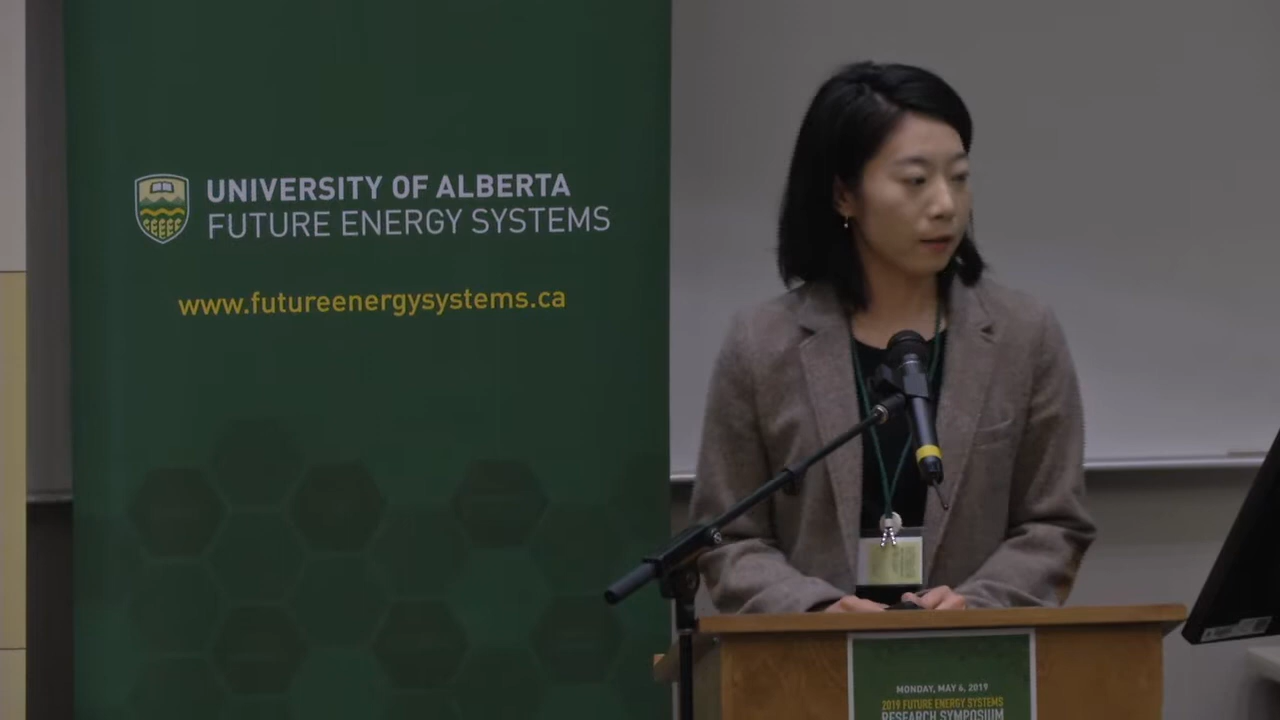 UNIVERSITY OF ALBERTA
FUTURE ENERGY SYSTEMS
www.futureenergysystems.ca
MONDAY, MAY 6, 2019
2019 FUTURE ENERGY SYSTEMS
RESEARCH SYMPOSIUM